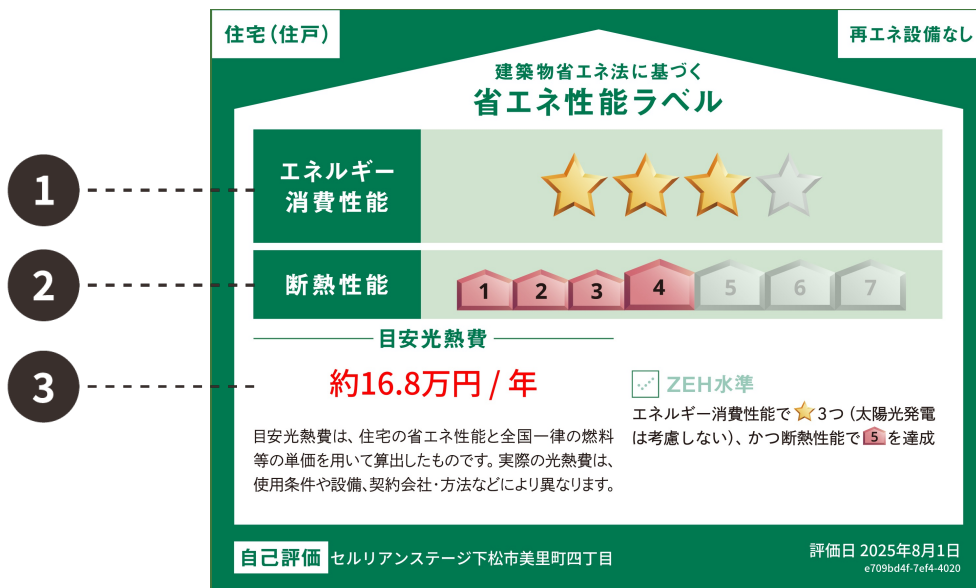 住宅(住戸)
再エネ設備なし
建築物省エネ法に基づく
省エネ性能ラベル
1
エネルギー
消費性能
2
断熱性能
1 2 3 4 5 6 7
目安光熱費
3
約16.8万円 / 年
目安光熱費は、住宅の省エネ性能と全国一律の燃料
等の単価を用いて算出したものです。実際の光熱費は、
使用条件や設備、契約会社・方法などにより異なります。
ZEH水準
エネルギー消費性能で 3つ(太陽光発電
は考慮しない)、かつ断熱性能で 5 を達成
自己評価 セルリアンステージ下松市美里町四丁目
評価日 2025年8月1日
e709bd4f-7ef4-4020